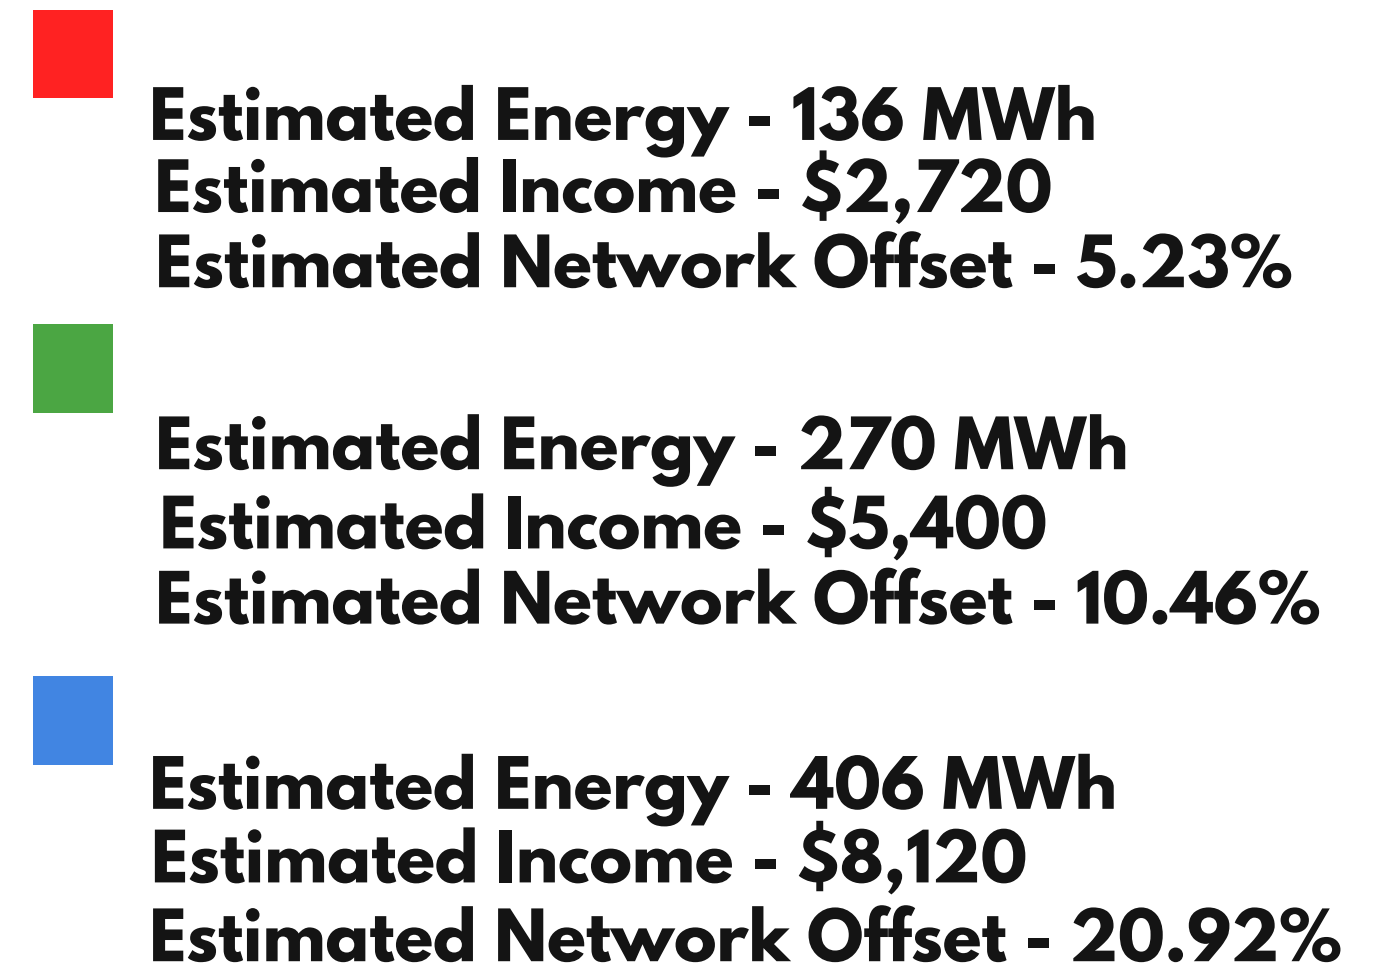 Estimated Energy - 136 MWh
Estimated Income - $2,720
Estimated Network Offset - 5.23%
Estimated Energy - 270 MWh
Estimated Income - $5,400
Estimated Network Offset - 10.46%
Estimated Energy - 406 MWh
Estimated Income - $8,120
Estimated Network Offset - 20.92%